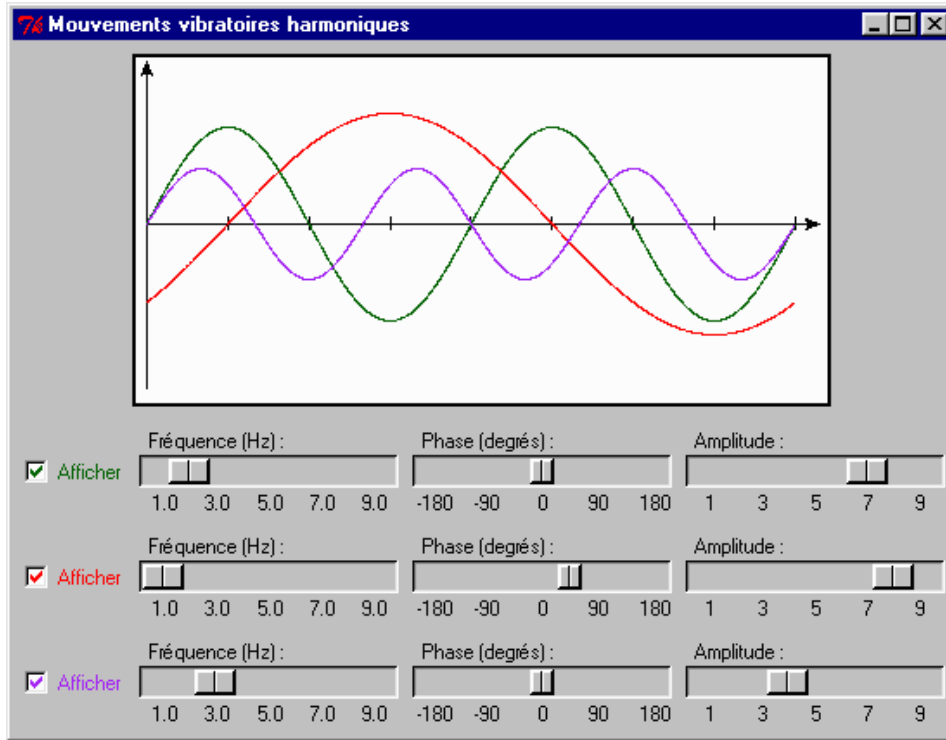 Mouvements vibratoires harmoniques
Fréquence (Hz) : Phase (degrés) : Amplitude :
Afficher
1.0 3.0 5.0 7.0 9.0 -180 -90 0 90 180 1 3 5 7 9
Fréquence (Hz) : Phase (degrés) : Amplitude :
Afficher
1.0 3.0 5.0 7.0 9.0 -180 -90 0 90 180 1 3 5 7 9
Fréquence (Hz) : Phase (degrés) : Amplitude :
Afficher
1.0 3.0 5.0 7.0 9.0 -180 -90 0 90 180 1 3 5 7 9